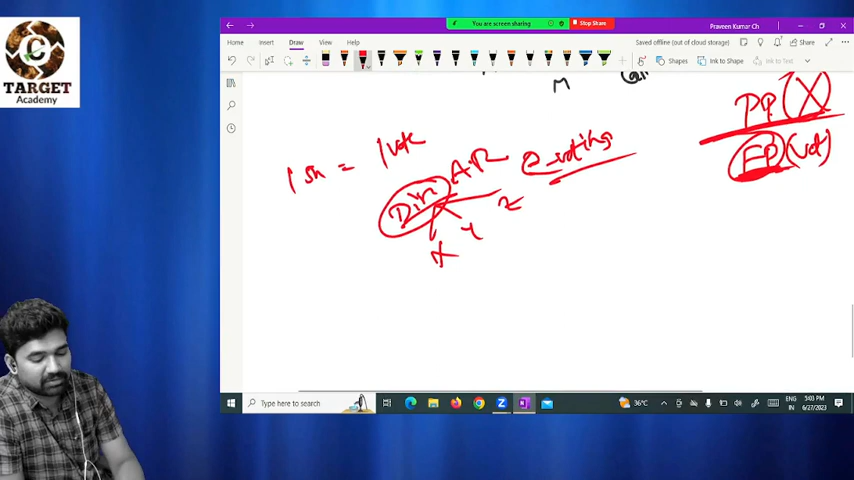 TARGET
Academy
You are screen sharing
Stop Share
Praveen Kumar Ch
Home Insert Draw View Help
Saved offline (out of cloud storage)
Share
Shapes
Ink to Shape
Ink to Text
M
PP (X)
EP (Vot)
1 sh = 1 Vote
Dir
e-voting
X Y Z
Type here to search
36°C
ENG
IN
5:03 PM
6/27/2023